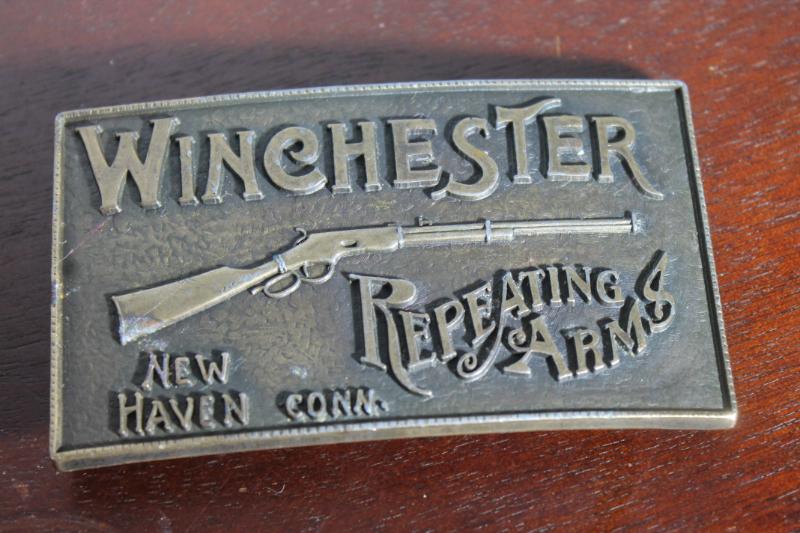 WINCHESTER
REPEATING
ARMS
NEW
HAVEN CONN.